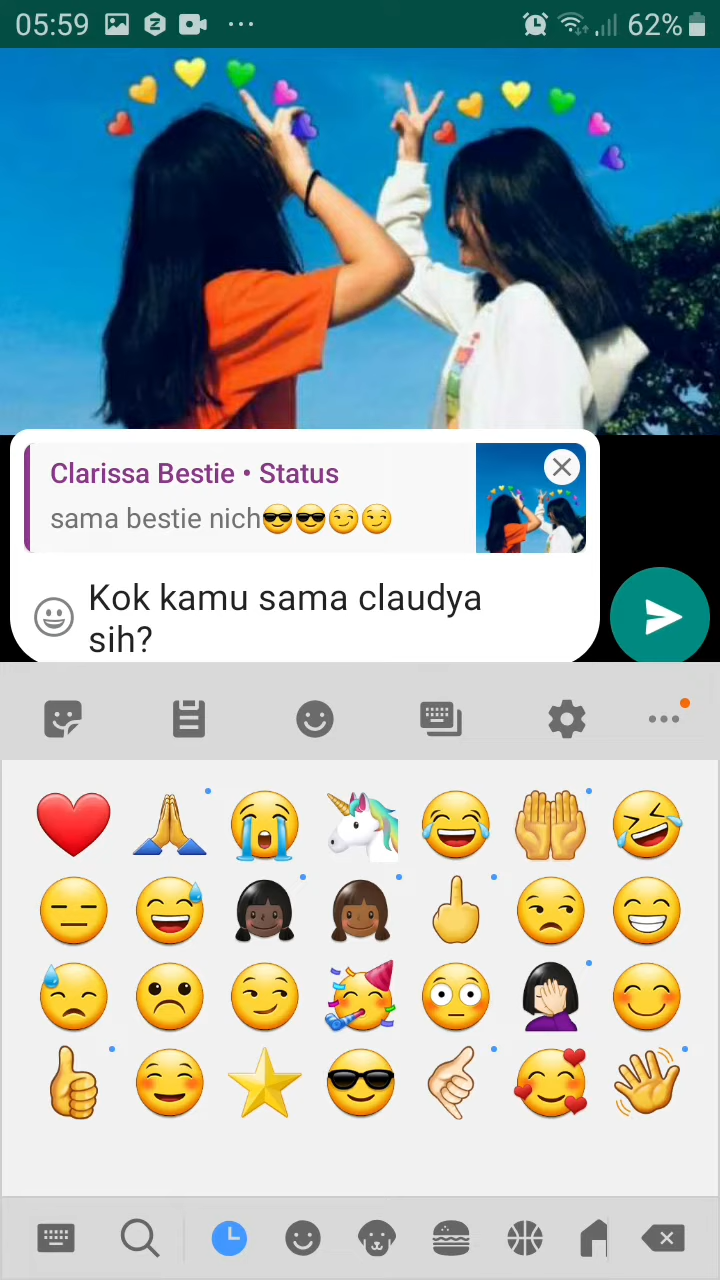 05:59
62%
Clarissa Bestie • Status
sama bestie nich😎😎😏😏
Kok kamu sama claudya
sih?